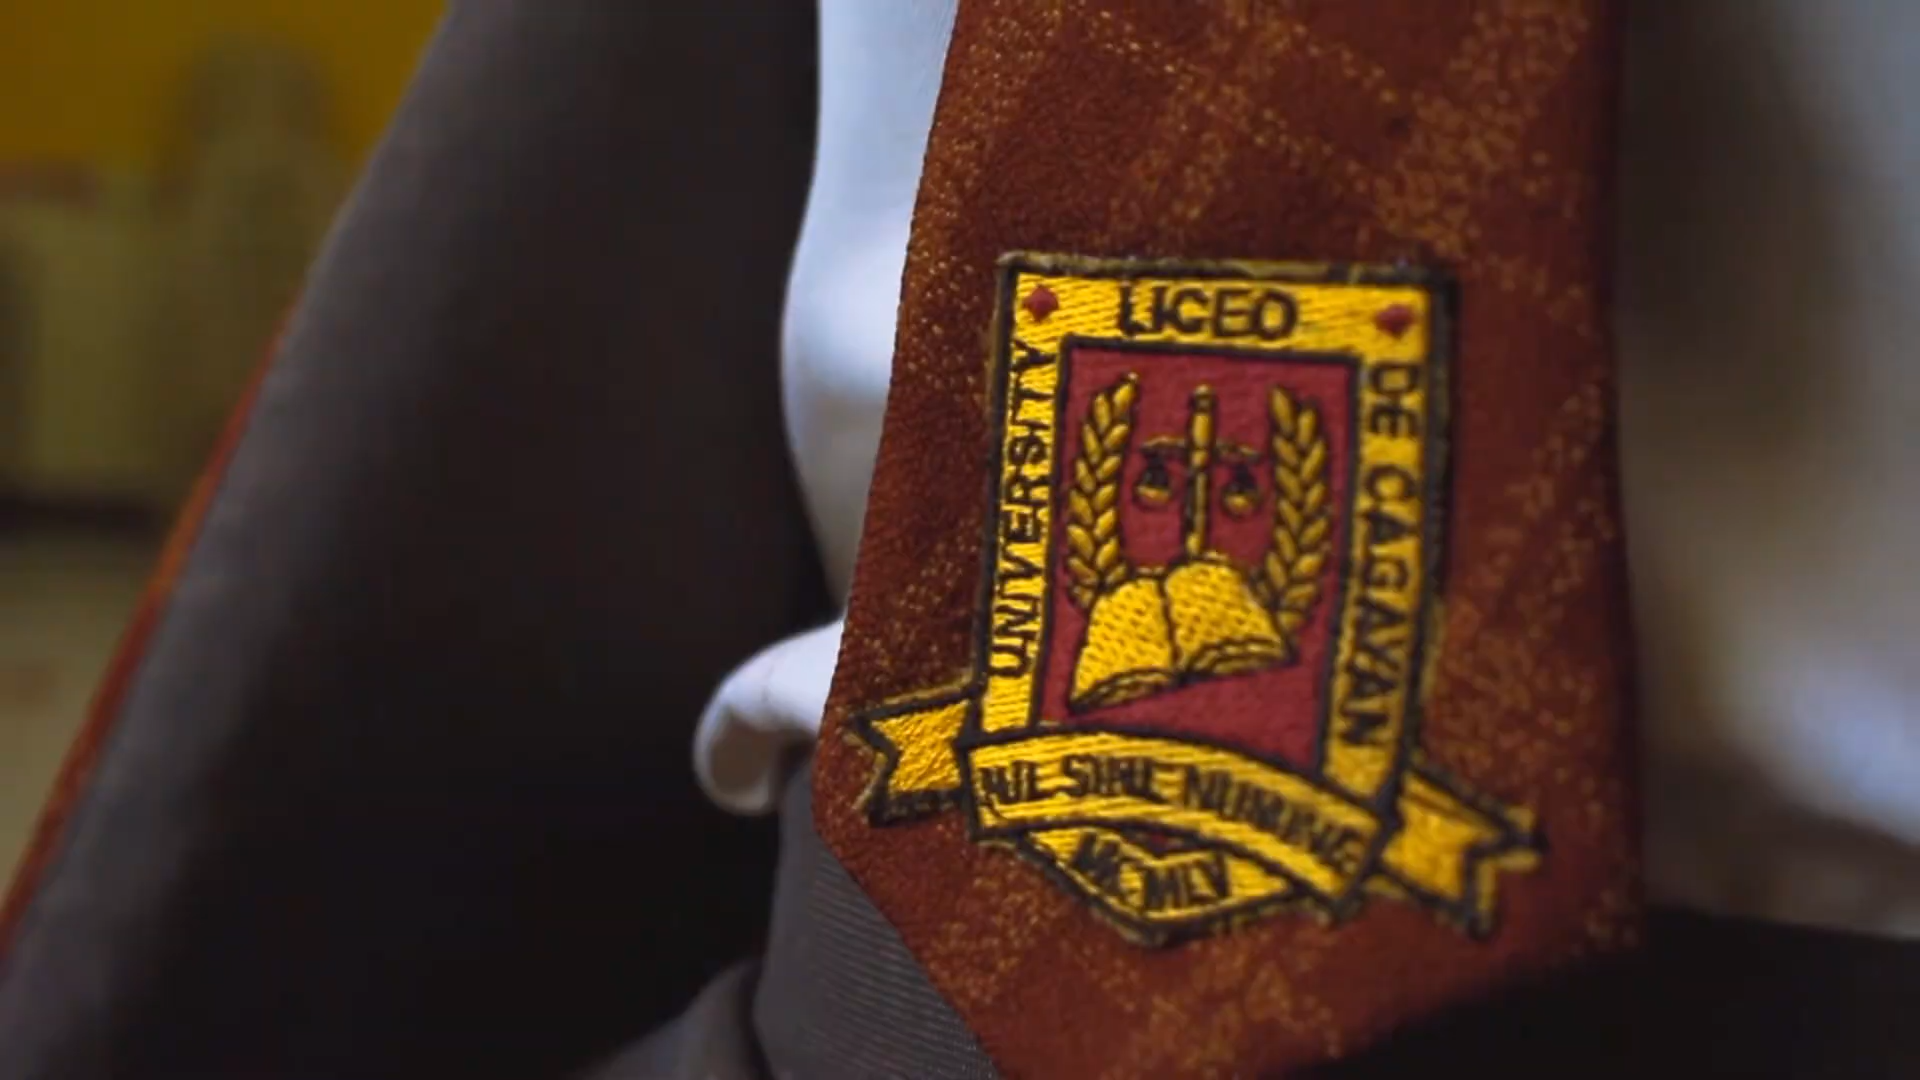 LICEO
DE CAGAYAN
UNIVERSITY
NIL SINE NUMINE
MCMLV